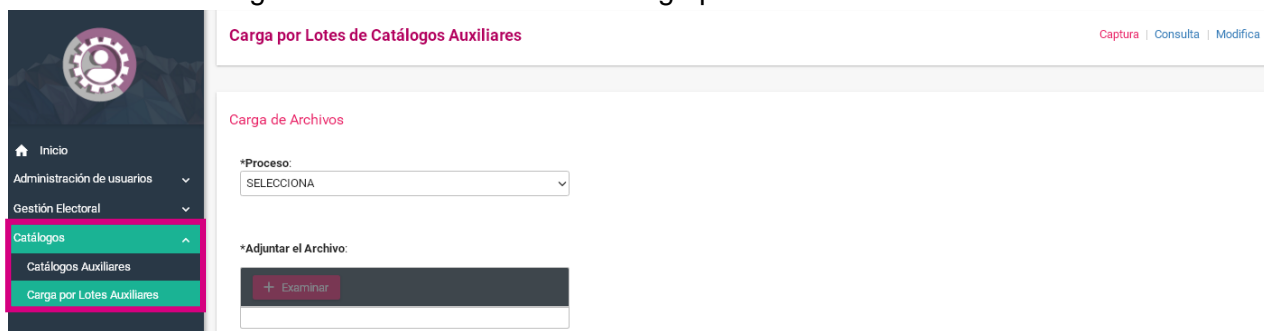 Carga por Lotes de Catálogos Auxiliares
Captura | Consulta | Modifica
Carga de Archivos
Inicio
*Proceso:
Administración de usuarios
SELECCIONA
Gestión Electoral
Catálogos
*Adjuntar el Archivo:
Catálogos Auxiliares
+ Examinar
Carga por Lotes Auxiliares